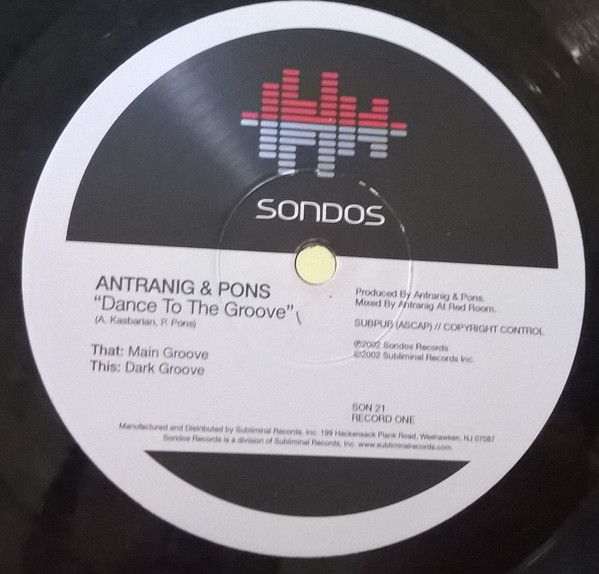 SONDOS
ANTRANIG & PONS
"Dance To The Groove"
(A. Kasbarian, P. Pons)
That: Main Groove
This: Dark Groove
Produced By Antranig & Pons.
Mixed By Antranig At Red Room.
SUBPUB (ASCAP) // COPYRIGHT CONTROL
℗2002 Sondos Records
©2002 Subliminal Records Inc.
SON 21
RECORD ONE
Manufactured and Distributed by Subliminal Records, Inc. 199 Hackensack Plank Road, Weehawken, NJ 07087
Sondos Records is a division of Subliminal Records, Inc. www.subliminalrecords.com.